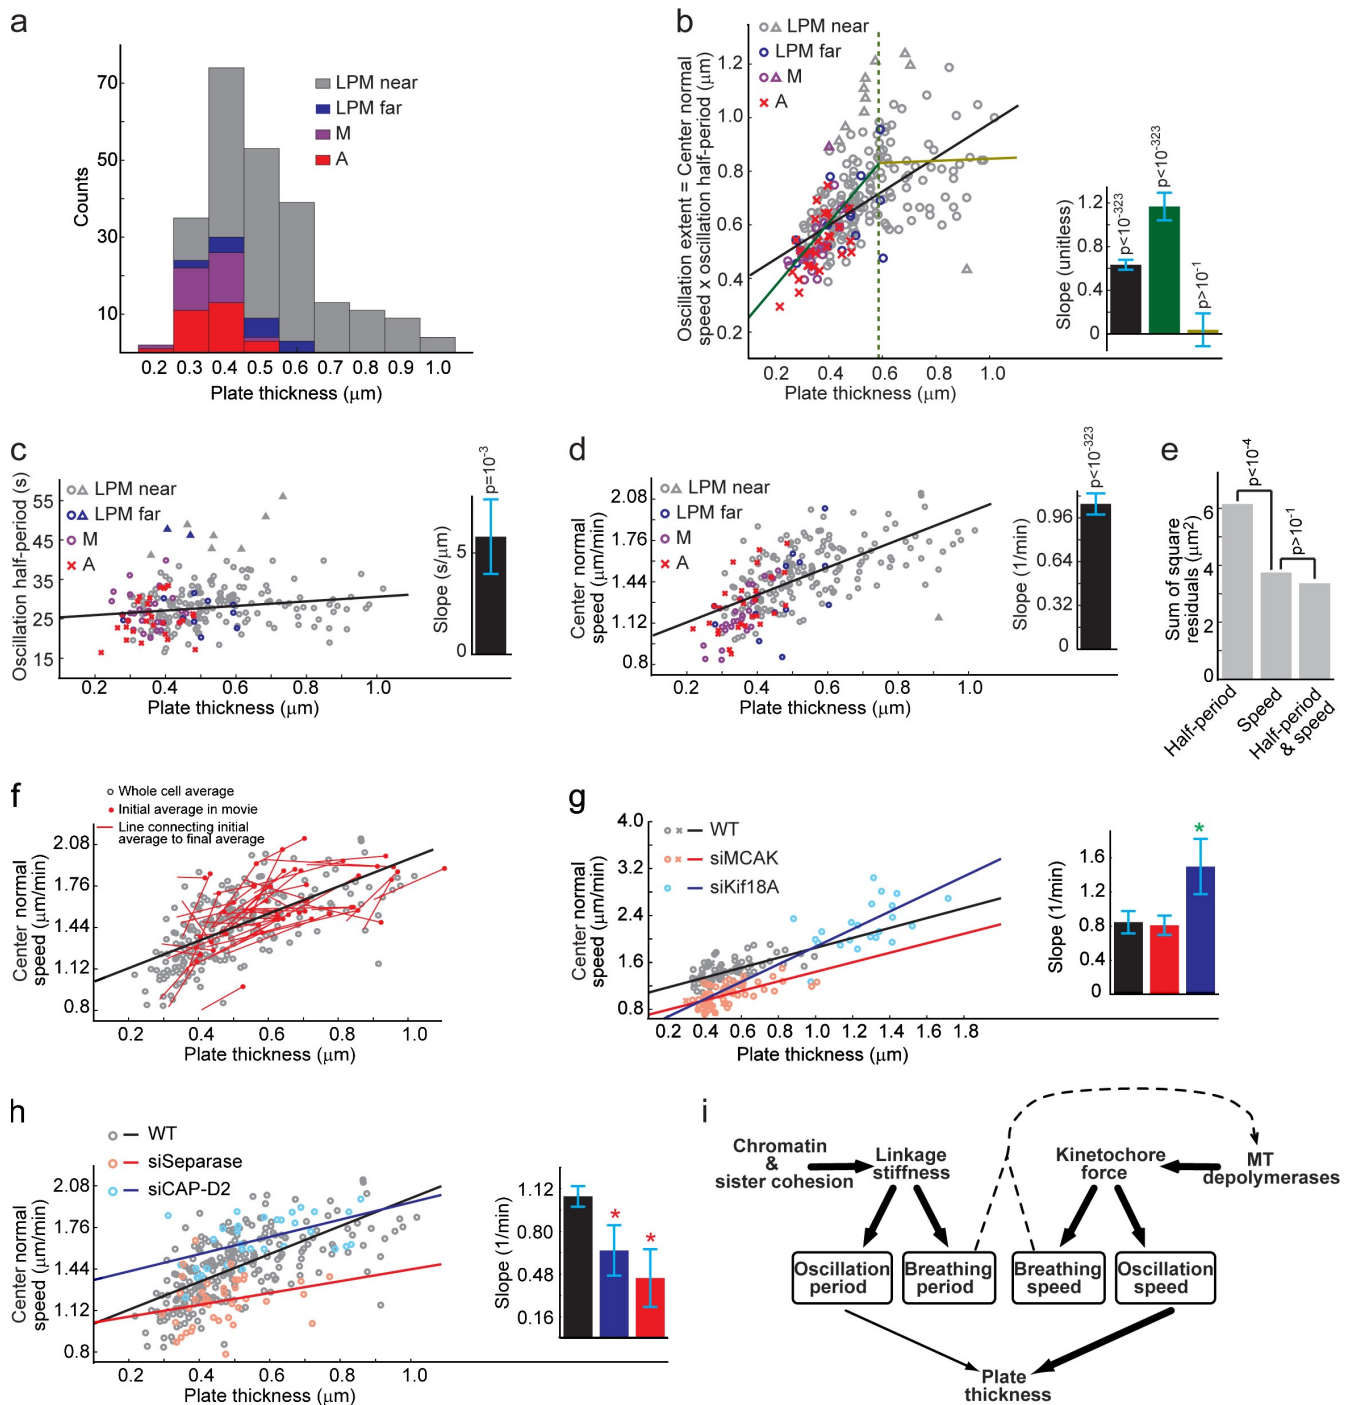 a
70
50
30
10
Counts
LPM near
LPM far
M
A
0.2 0.3 0.4 0.5 0.6 0.7 0.8 0.9 1.0
Plate thickness (μm)
b
Oscillation extent = Center normal
speed x oscillation half-period (μm)
1.2
1.0
0.8
0.6
0.4
0.2
LPM near
LPM far
M
A
0.2 0.4 0.6 0.8 1.0
Plate thickness (μm)
Slope (unitless)
1.2
0.8
0.4
0
p<10-323
p<10-323
p>10-1
c
Oscillation half-period (s)
55
45
35
25
15
LPM near
LPM far
M
A
0.2 0.4 0.6 0.8 1.0
Plate thickness (μm)
Slope (s/μm)
5
0
p=10-3
d
Center normal
speed (μm/min)
2.08
1.76
1.44
1.12
0.8
LPM near
LPM far
M
A
0.2 0.4 0.6 0.8 1.0
Plate thickness (μm)
Slope (1/min)
0.96
0.64
0.32
0
p<10-323
e
Sum of square
residuals (μm2)
6
4
2
0
p<10-4
p>10-1
Half-period
Speed
Half-period
& speed
f
Whole cell average
Initial average in movie
Line connecting initial
average to final average
Center normal
speed (μm/min)
2.08
1.76
1.44
1.12
0.8
0.2 0.4 0.6 0.8 1.0
Plate thickness (μm)
g
Center normal
speed (μm/min)
4.0
3.2
2.4
1.6
0.8
WT
siMCAK
siKif18A
0.2 0.4 0.6 0.8 1.0 1.2 1.4 1.6 1.8
Plate thickness (μm)
Slope (1/min)
1.6
1.2
0.8
0.4
0
*
h
Center normal
speed (μm/min)
2.08
1.76
1.44
1.12
0.8
WT
siSeparase
siCAP-D2
0.2 0.4 0.6 0.8 1.0
Plate thickness (μm)
Slope (1/min)
1.12
0.80
0.48
0.16
*
*
i
Chromatin
&
sister cohesion
Linkage
stiffness
Kinetochore
force
MT
depolymerases
Oscillation
period
Breathing
period
Breathing
speed
Oscillation
speed
Plate
thickness